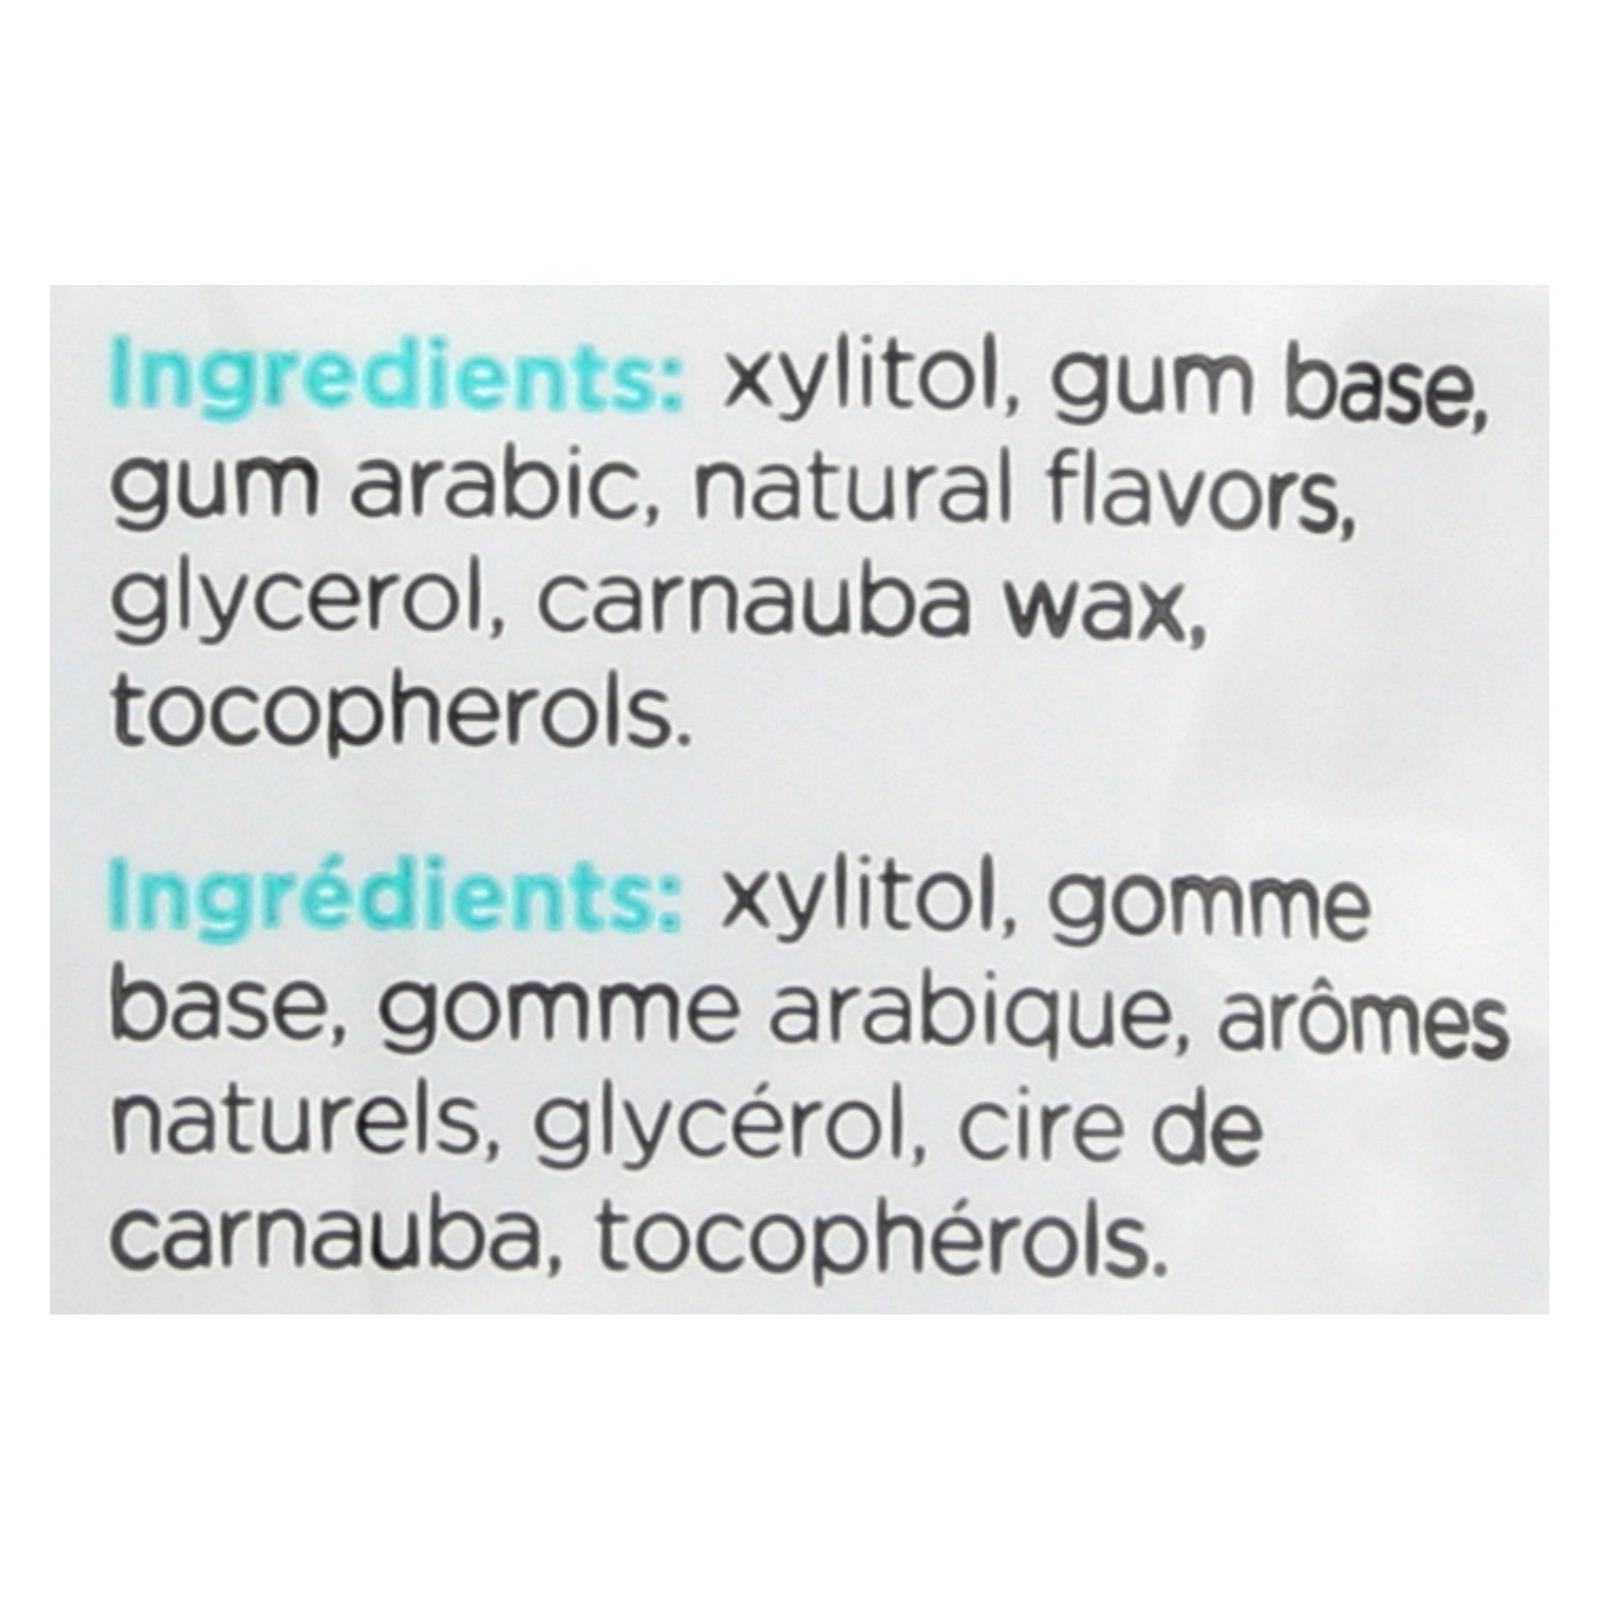 Ingredients: xylitol, gum base,
gum arabic, natural flavors,
glycerol, carnauba wax,
tocopherols.
Ingrédients: xylitol, gomme
base, gomme arabique, arômes
naturels, glycérol, cire de
carnauba, tocophérols.